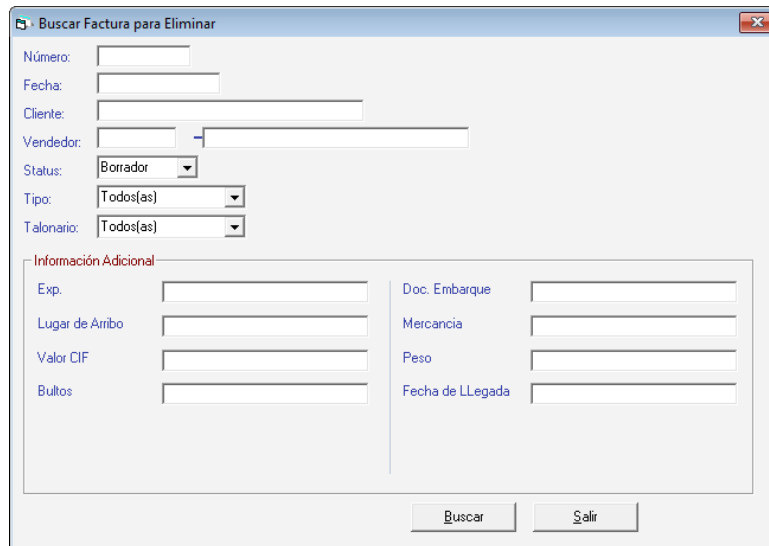 Buscar Factura para Eliminar
Número:
Fecha:
Cliente:
Vendedor: -
Status: Borrador
Tipo: Todos(as)
Talonario: Todos(as)
Información Adicional
Exp. Doc. Embarque
Lugar de Arribo Mercancia
Valor CIF Peso
Bultos Fecha de LLegada
Buscar Salir